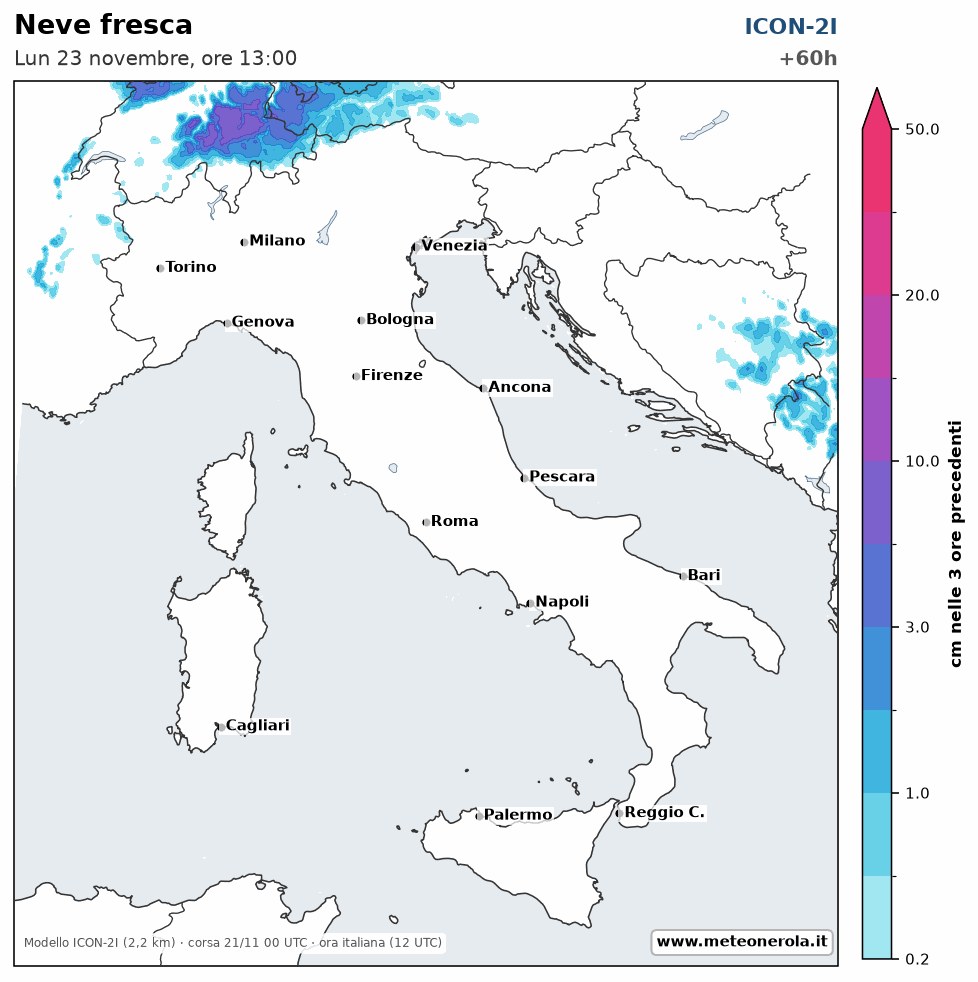 Neve fresca
ICON-2I
Lun 23 novembre, ore 13:00
+60h
50.0
20.0
10.0
3.0
1.0
0.2
cm nelle 3 ore precedenti
Milano
Venezia
Torino
Genova
Bologna
Firenze
Ancona
Pescara
Roma
Bari
Napoli
Cagliari
Palermo
Reggio C.
Modello ICON-2I (2,2 km) · corsa 21/11 00 UTC · ora italiana (12 UTC)
www.meteonerola.it